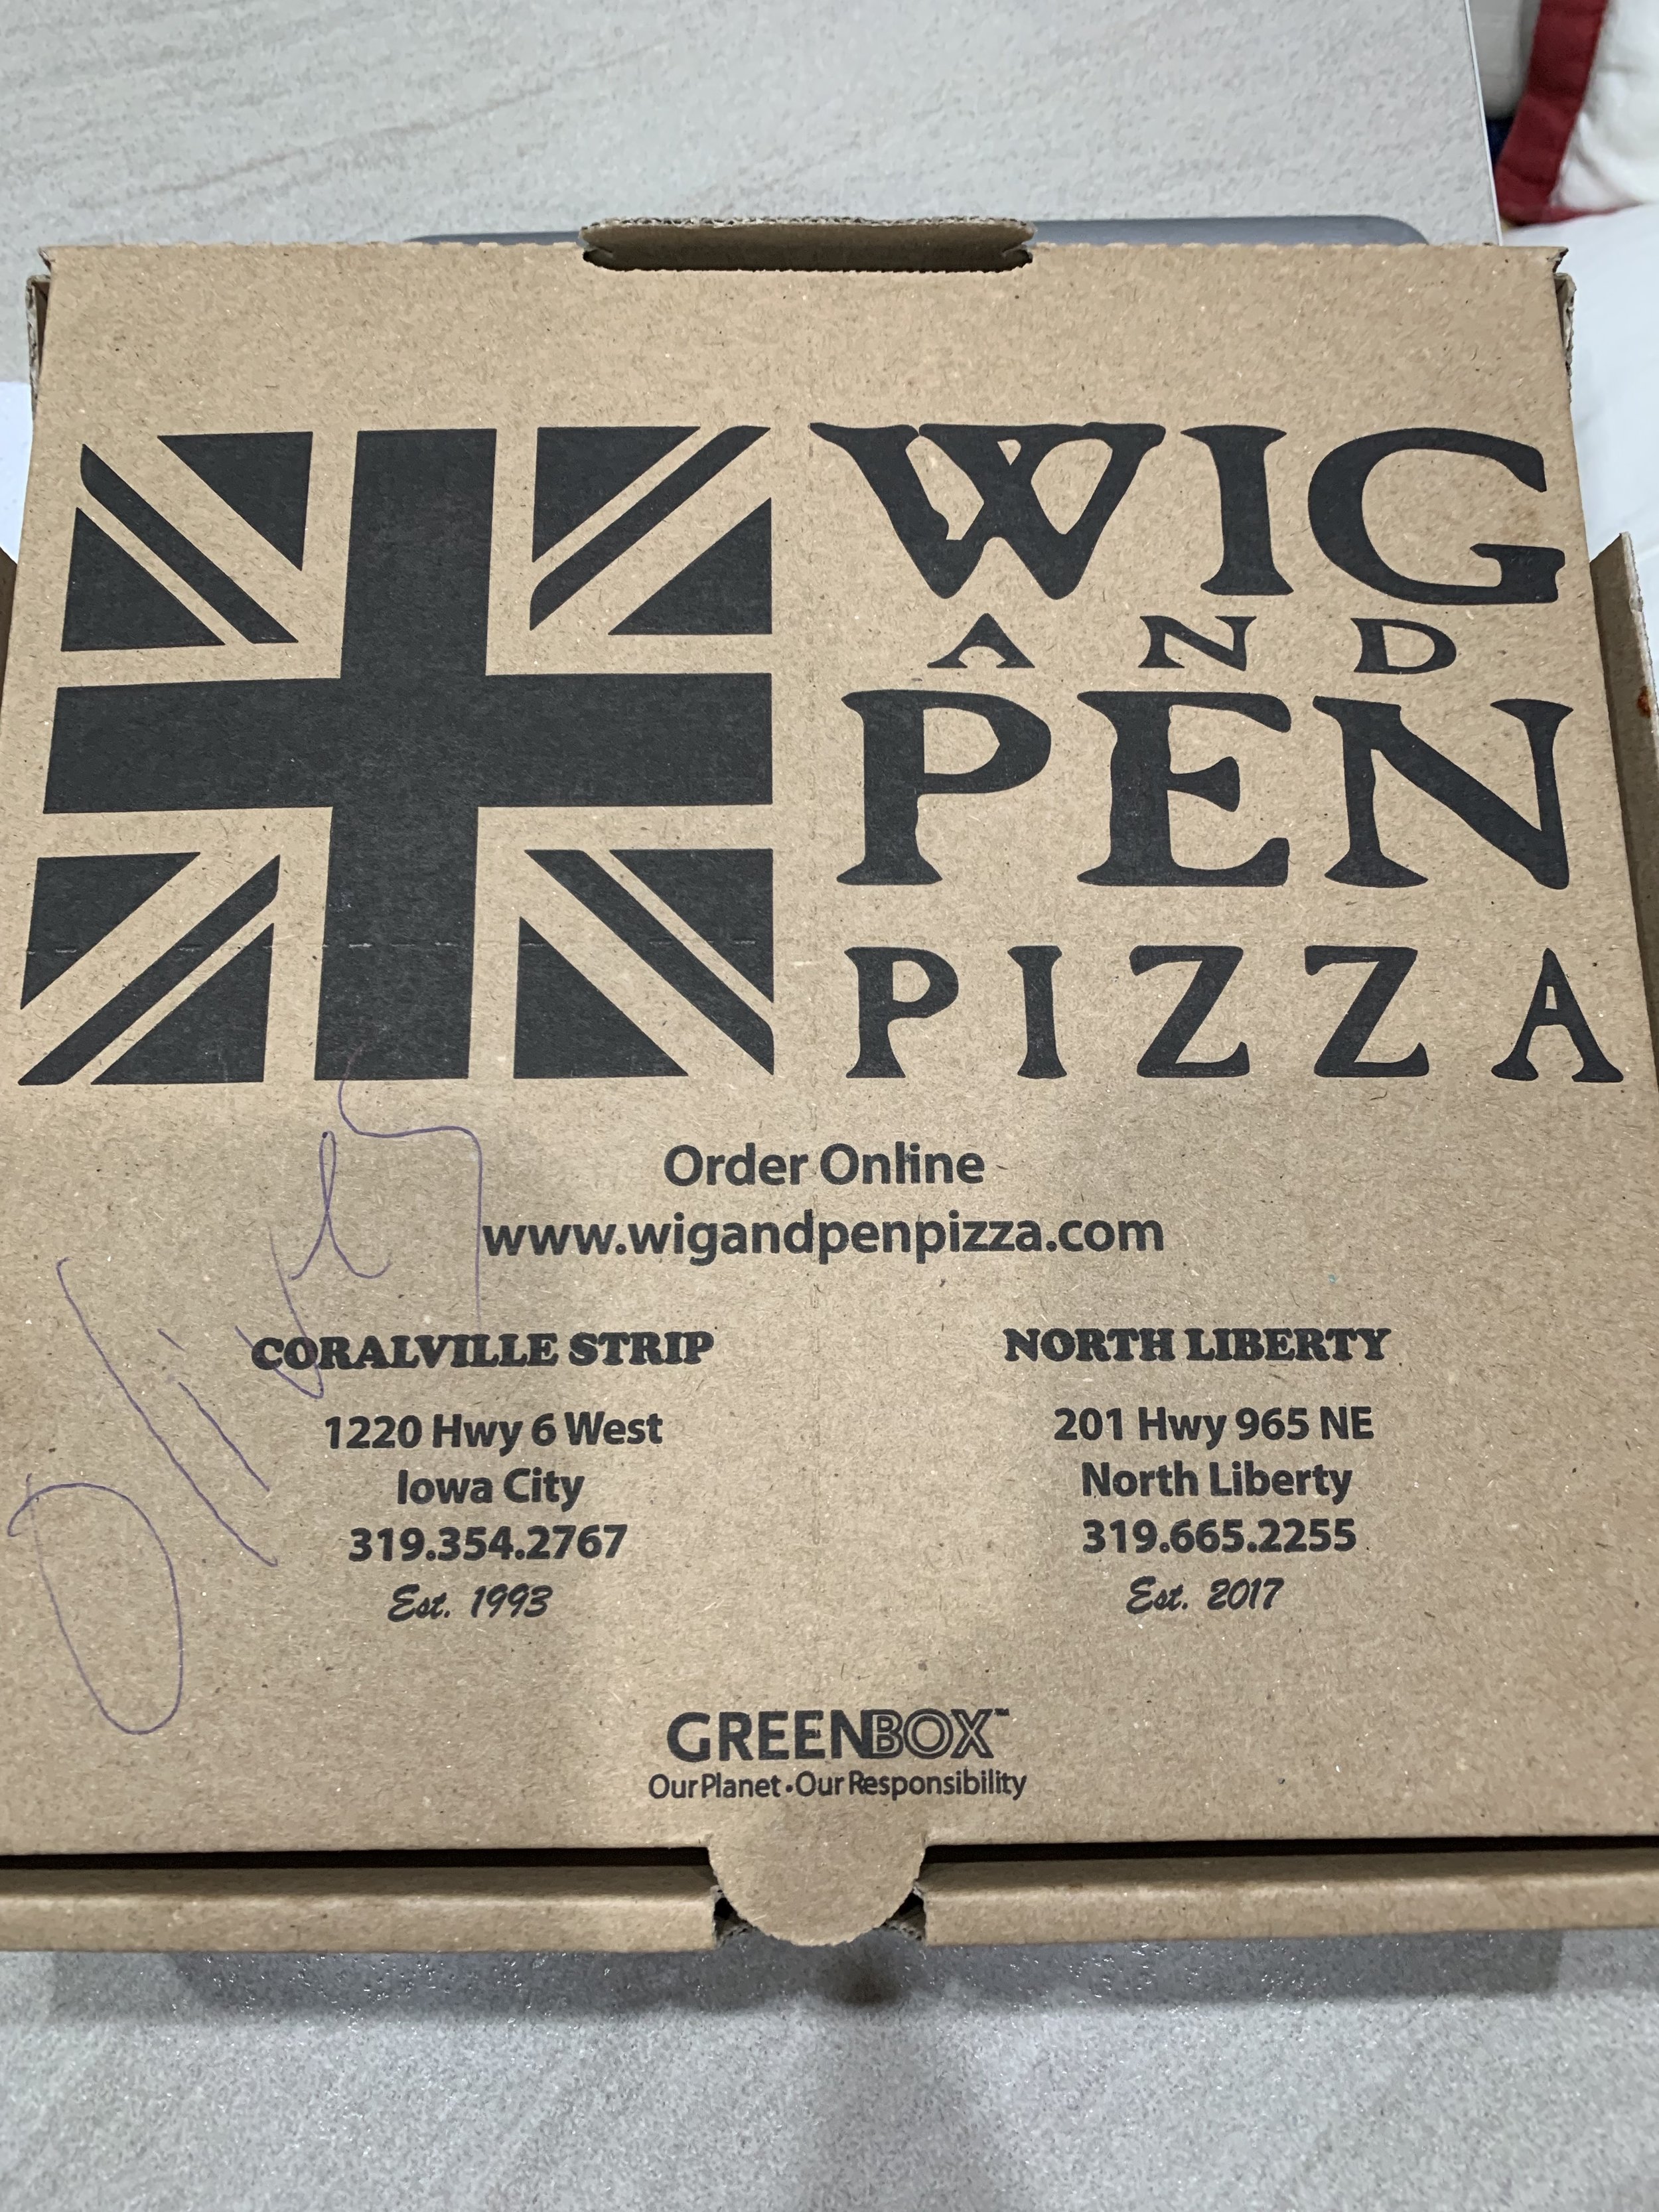 WIG
AND
PEN
PIZZA
Order Online
www.wigandpenpizza.com
CORALVILLE STRIP
1220 Hwy 6 West
Iowa City
319.354.2767
Est. 1993
NORTH LIBERTY
201 Hwy 965 NE
North Liberty
319.665.2255
Est. 2017
Olives
GREENBOX™
Our Planet • Our Responsibility